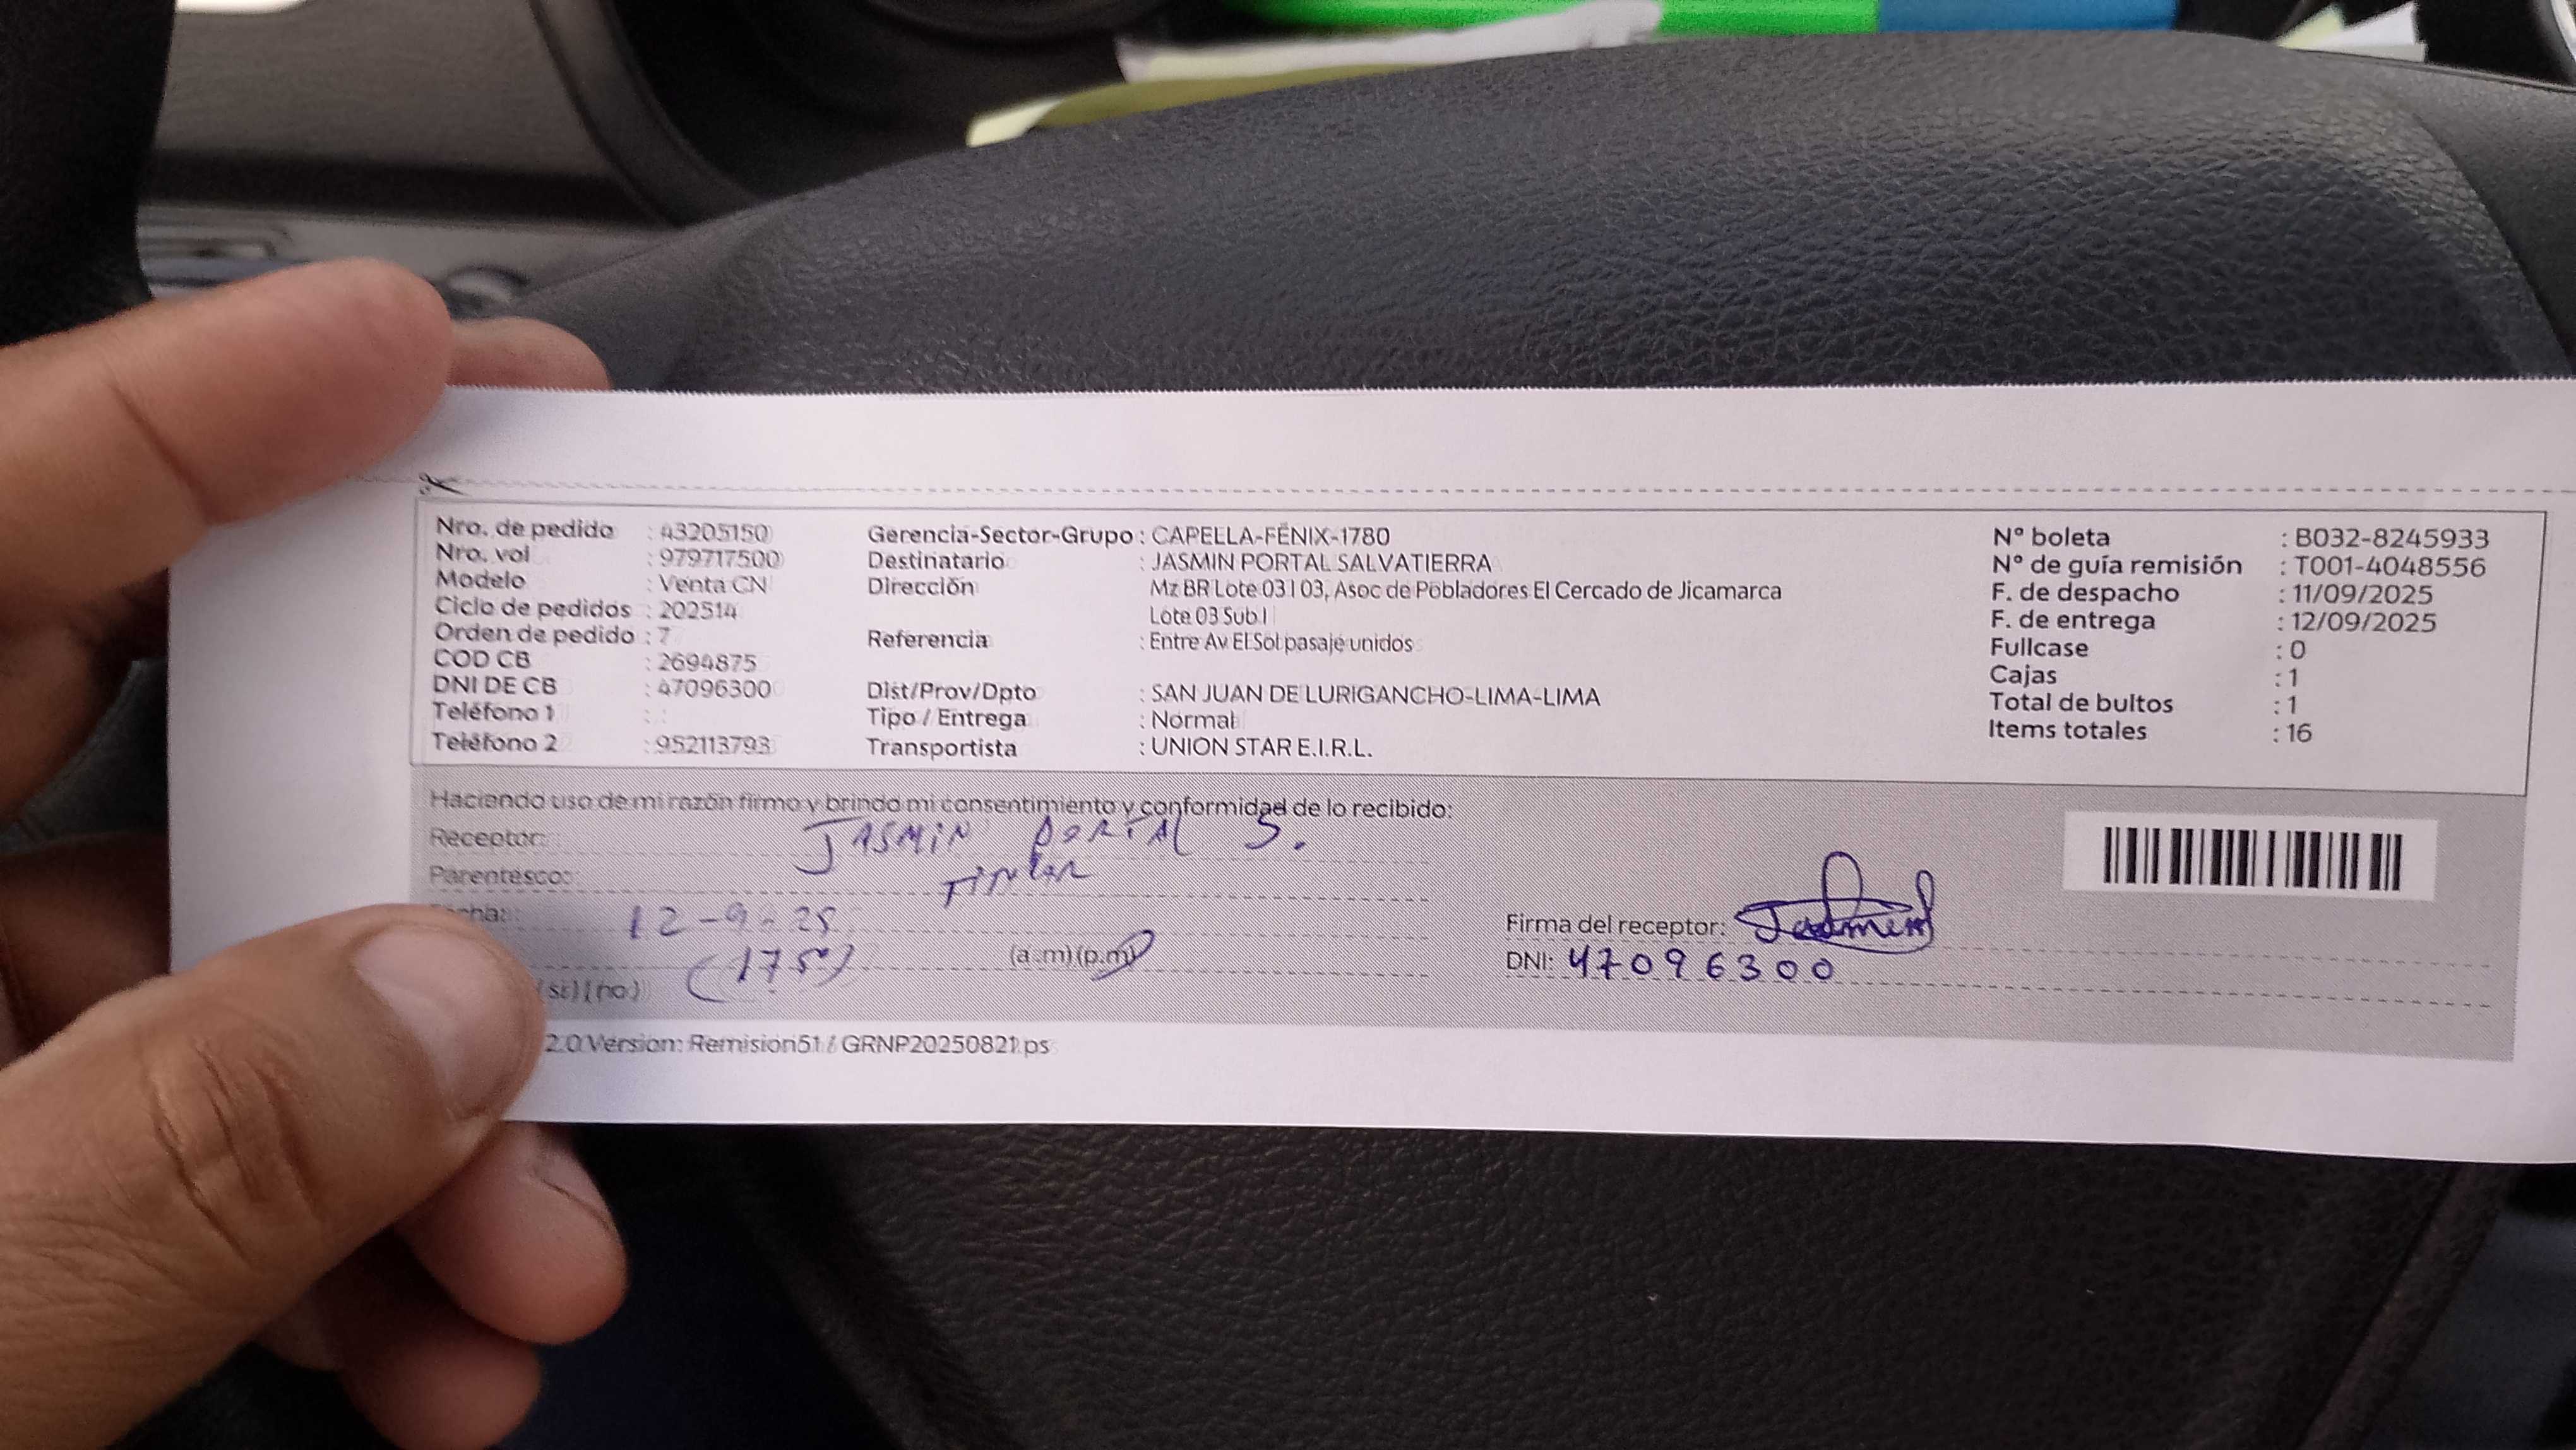 Nro. de pedido : 43205150
Nro. vol : 979717500
Modelo : Venta CN
Ciclo de pedidos : 202514
Orden de pedido : 7
COD CB : 2694875
DNI DE CB : 47096300
Teléfono 1 :
Teléfono 2 : 952113793
Gerencia-Sector-Grupo : CAPELLA-FÉNIX-1780
Destinatario : JASMIN PORTAL SALVATIERRA
Dirección Mz BR Lote 03 I 03, Asoc de Pobladores El Cercado de Jicamarca
Lote 03 Sub I
Referencia : Entre Av El Sol pasaje unidos
Dist/Prov/Dpto : SAN JUAN DE LURIGANCHO-LIMA-LIMA
Tipo / Entrega : Normal
Transportista : UNION STAR E.I.R.L.
N° boleta : B032-8245933
N° de guía remisión : T001-4048556
F. de despacho : 11/09/2025
F. de entrega : 12/09/2025
Fullcase : 0
Cajas : 1
Total de bultos : 1
Items totales : 16
Haciendo uso de mi razón firmo y brindo mi consentimiento y conformidad de lo recibido:
Receptor: JASMIN PORTAL S.
Parentesco: TITULAR
Fecha: 12-9-25
(17 50) (a.m) (p.m)
(si) (no)
Firma del receptor:
DNI: 47096300
2.0 Version: Remision51 / GRNP20250821.ps